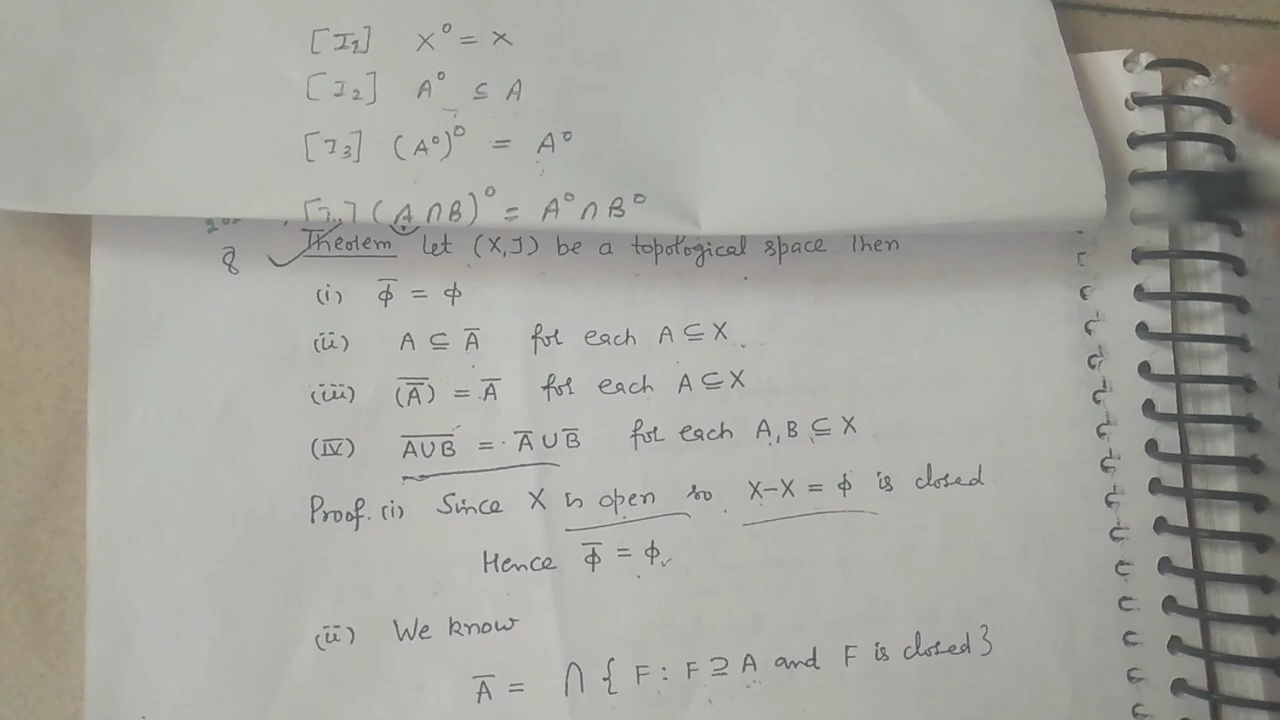 [I1] X° = X
[I2] A° ⊆ A
[I3] (A°)° = A°
(A∩B)° = A°∩B°
8 Theorem Let (X,J) be a topological space Then
(i) ϕ̅ = ϕ
(ii) A ⊆ A̅ for each A ⊆ X.
(iii) (A̅)̅ = A̅ for each A ⊆ X
(IV) A∪B̅ = A̅ ∪ B̅ for each A, B ⊆ X
Proof. (i) Since X is open so X-X = ϕ is closed
Hence ϕ̅ = ϕ
(ii) We know
A̅ = ∩ { F : F ⊇ A and F is closed}